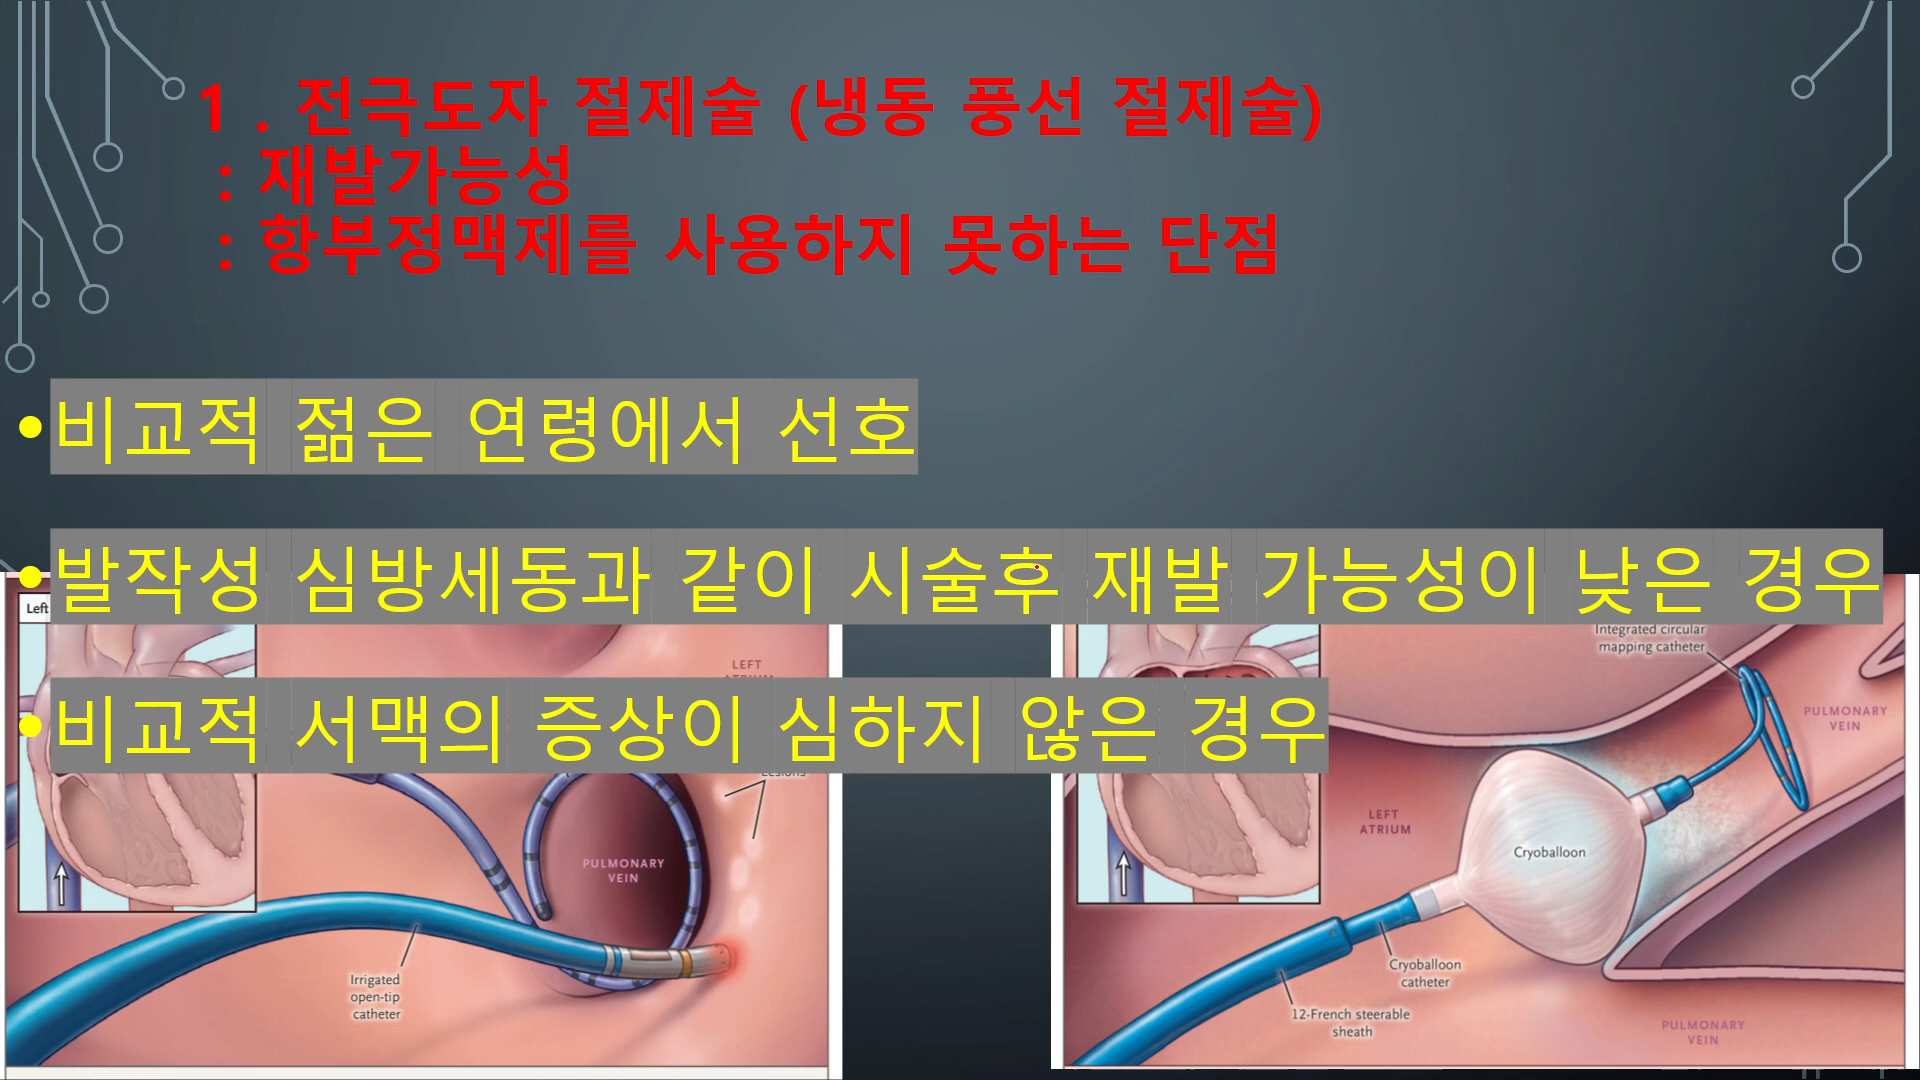 1 . 전극도자 절제술 (냉동 풍선 절제술)
: 재발가능성
: 항부정맥제를 사용하지 못하는 단점
• 비교적 젊은 연령에서 선호
• 발작성 심방세동과 같이 시술후 재발 가능성이 낮은 경우
• 비교적 서맥의 증상이 심하지 않은 경우
Left
LEFT
PULMONARY
VEIN
Irrigated
open-tip
catheter
Integrated circular
mapping catheter
PULMONARY
VEIN
LEFT
ATRIUM
Cryoballoon
Cryoballoon
catheter
12-French steerable
sheath
PULMONARY
VEIN